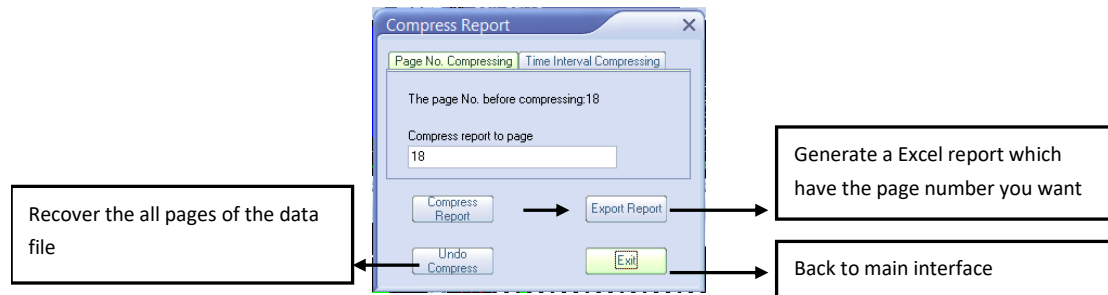 Compress Report
Page No. Compressing
Time Interval Compressing
The page No. before compressing:18
Compress report to page
18
Compress
Report
Export Report
Undo
Compress
Exit
Generate a Excel report which
have the page number you want
Recover the all pages of the data
file
Back to main interface